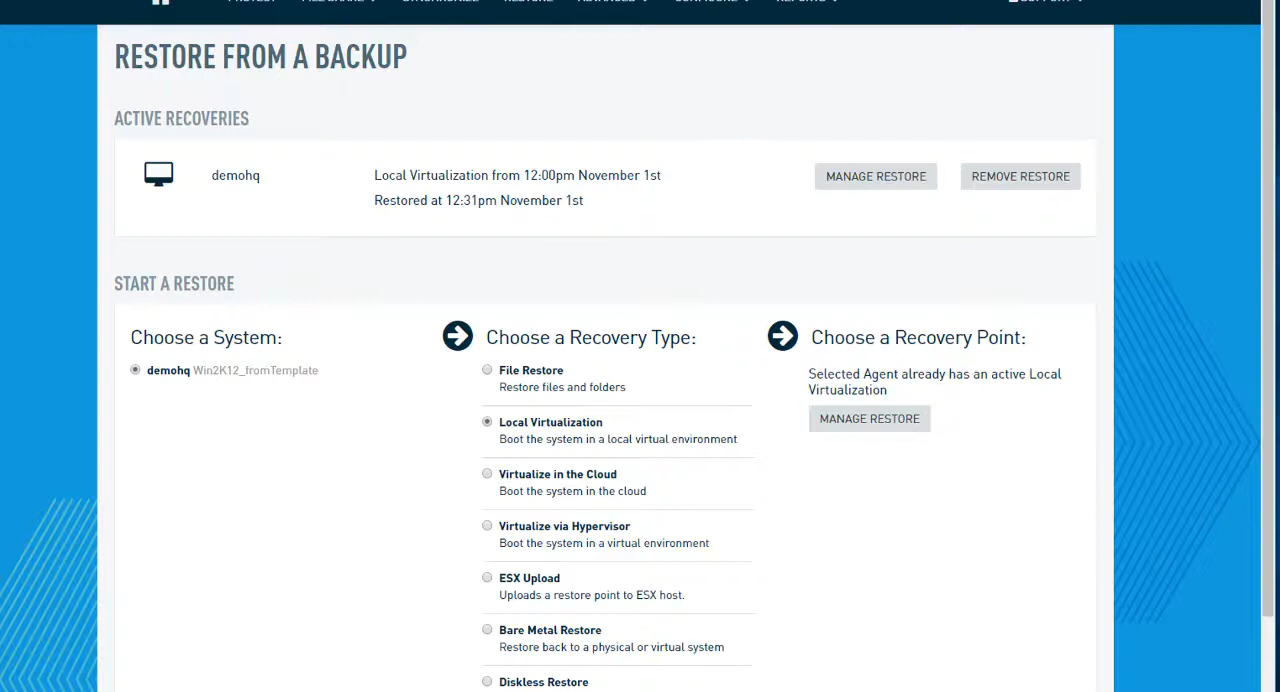 RESTORE FROM A BACKUP
ACTIVE RECOVERIES
demohq
Local Virtualization from 12:00pm November 1st
Restored at 12:31pm November 1st
MANAGE RESTORE
REMOVE RESTORE
START A RESTORE
Choose a System:
demohq Win2K12_fromTemplate
Choose a Recovery Type:
File Restore
Restore files and folders
Local Virtualization
Boot the system in a local virtual environment
Virtualize in the Cloud
Boot the system in the cloud
Virtualize via Hypervisor
Boot the system in a virtual environment
ESX Upload
Uploads a restore point to ESX host.
Bare Metal Restore
Restore back to a physical or virtual system
Diskless Restore
Choose a Recovery Point:
Selected Agent already has an active Local
Virtualization
MANAGE RESTORE